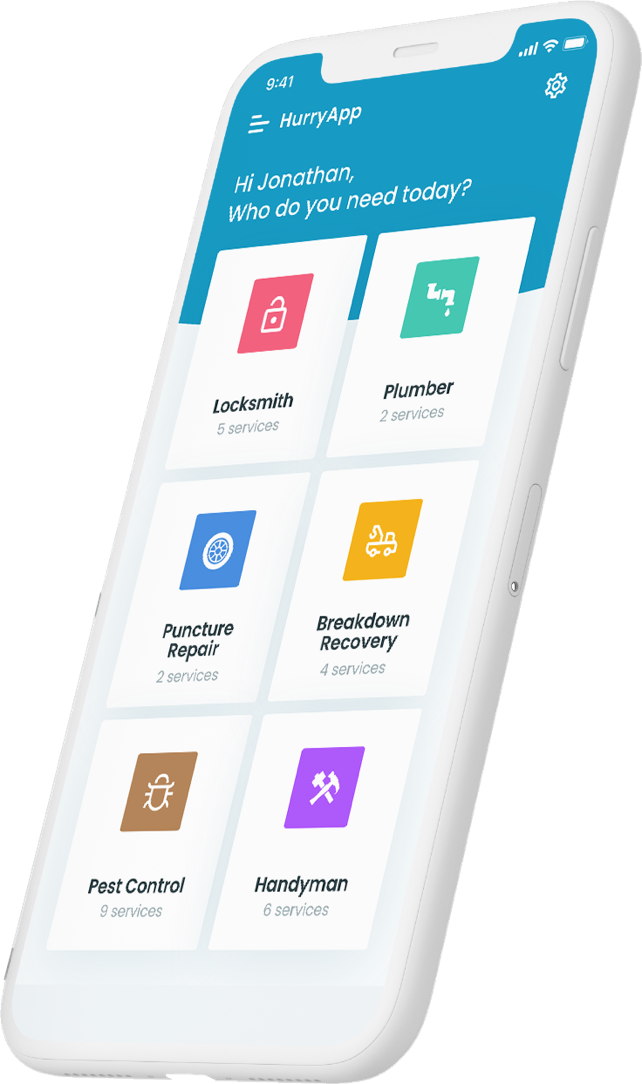 9:41
HurryApp
Hi Jonathan,
Who do you need today?
Locksmith
5 services
Plumber
2 services
Puncture
Repair
2 services
Breakdown
Recovery
4 services
Pest Control
9 services
Handyman
6 services